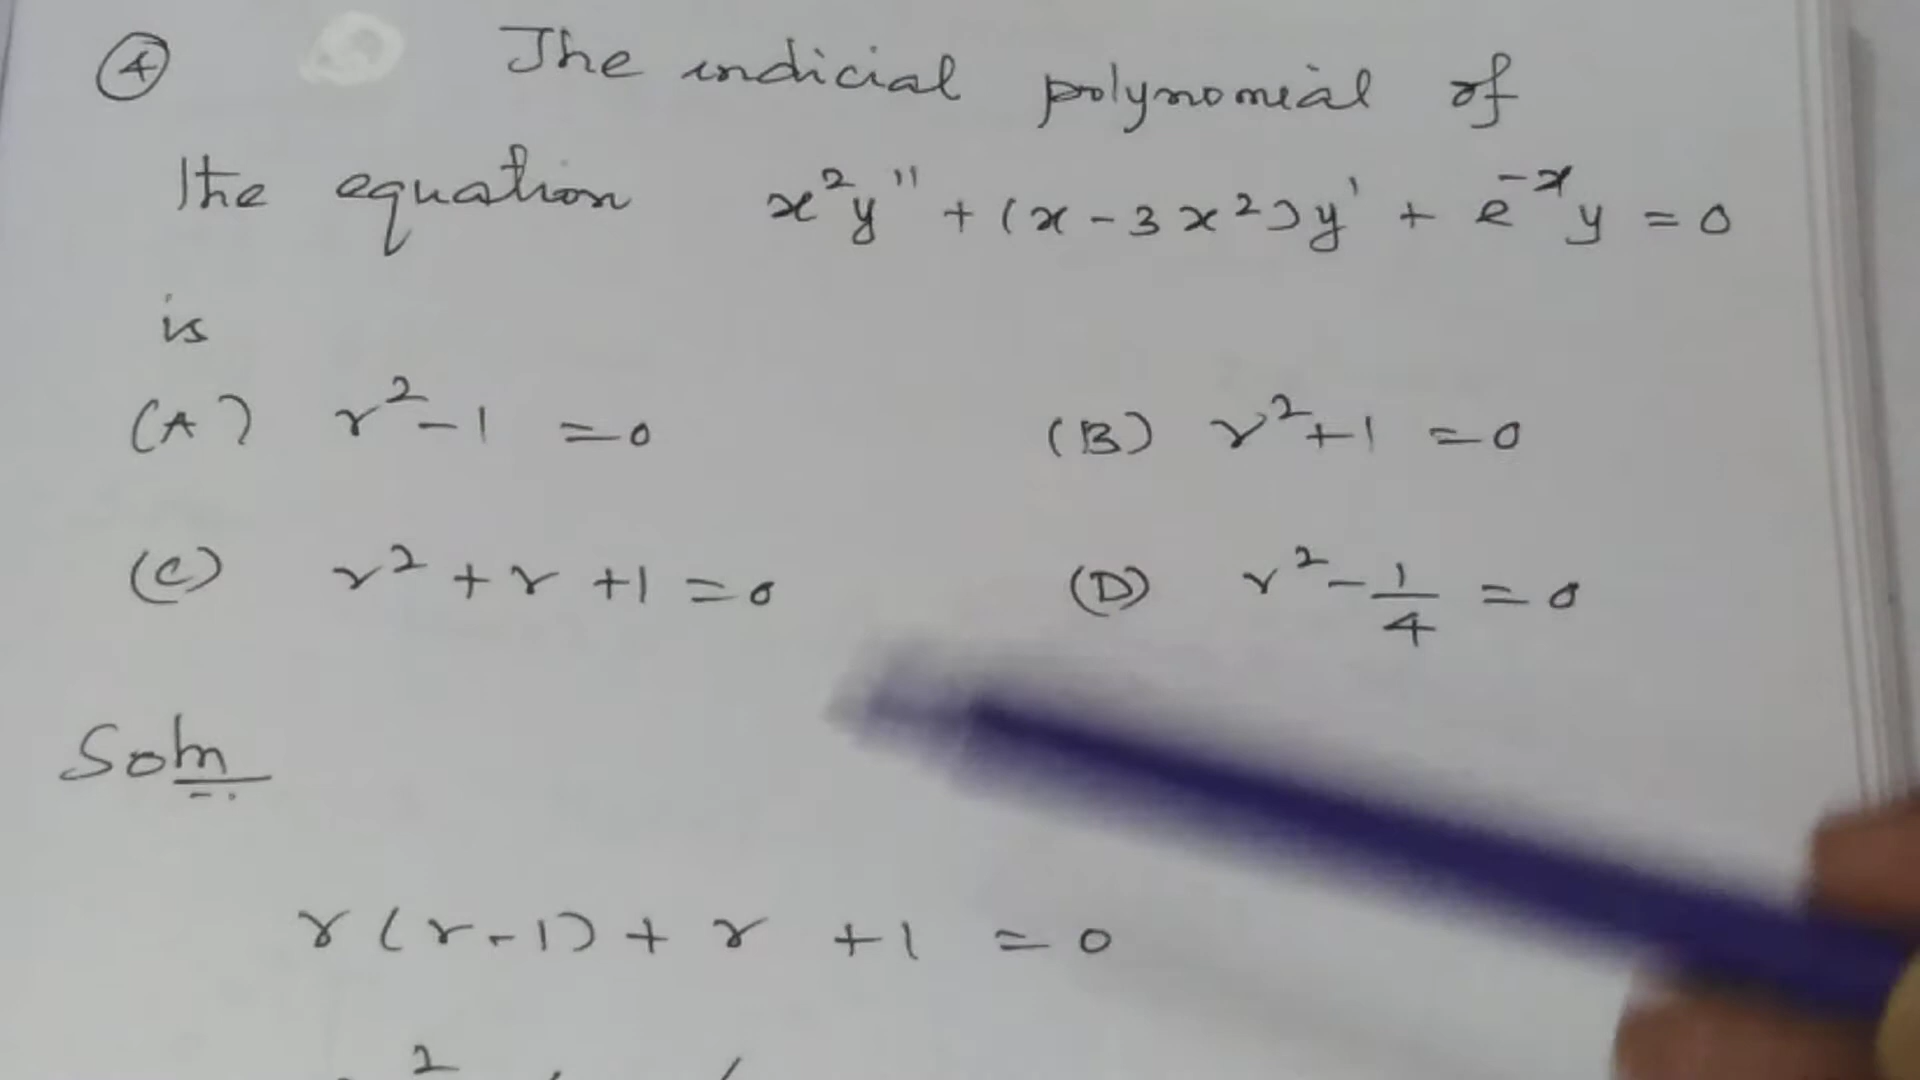 ④ The indicial polynomial of
the equation x²y'' + (x - 3x²)y' + e⁻ˣy = 0
is
(A) r² - 1 = 0 (B) r² + 1 = 0
(C) r² + r + 1 = 0 (D) r² - 1/4 = 0
Soln
r(r-1) + r + 1 = 0